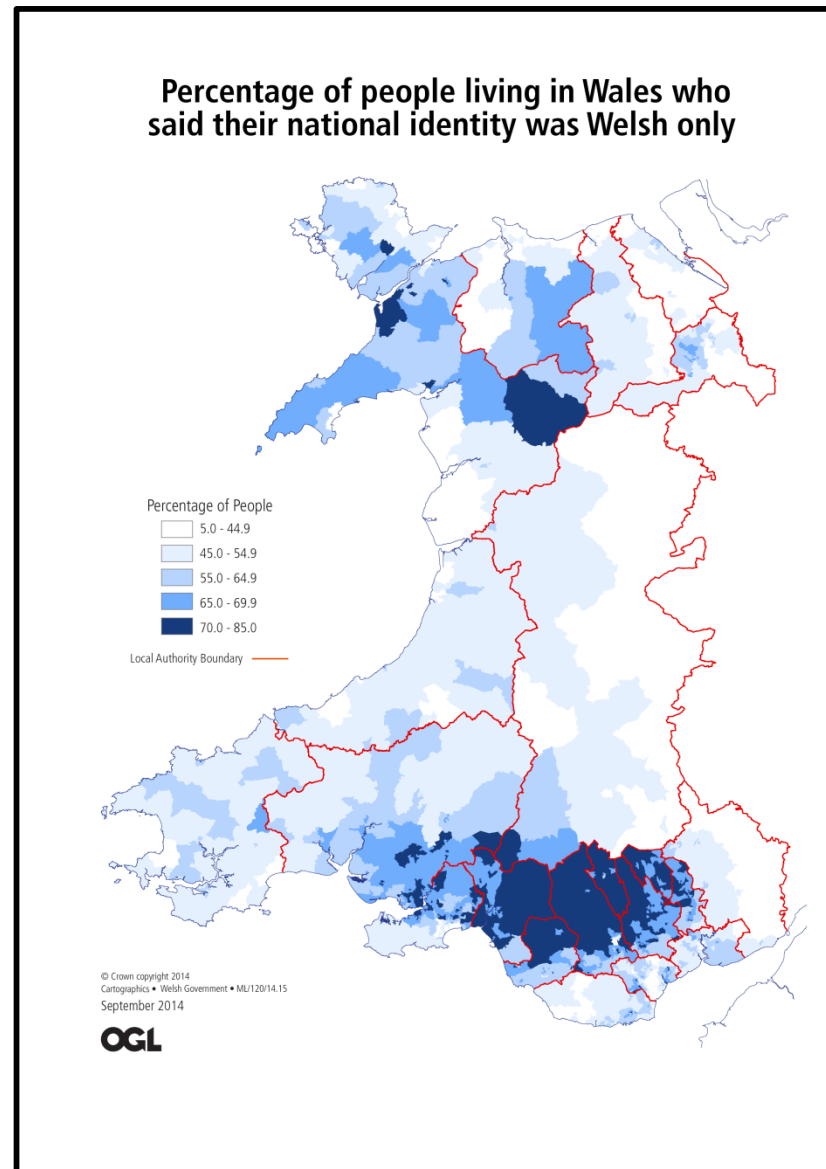 Percentage of people living in Wales who
said their national identity was Welsh only
Percentage of People
5.0 - 44.9
45.0 - 54.9
55.0 - 64.9
65.0 - 69.9
70.0 - 85.0
Local Authority Boundary
© Crown copyright 2014
Cartographics • Welsh Government • ML/120/14.15
September 2014
OGL